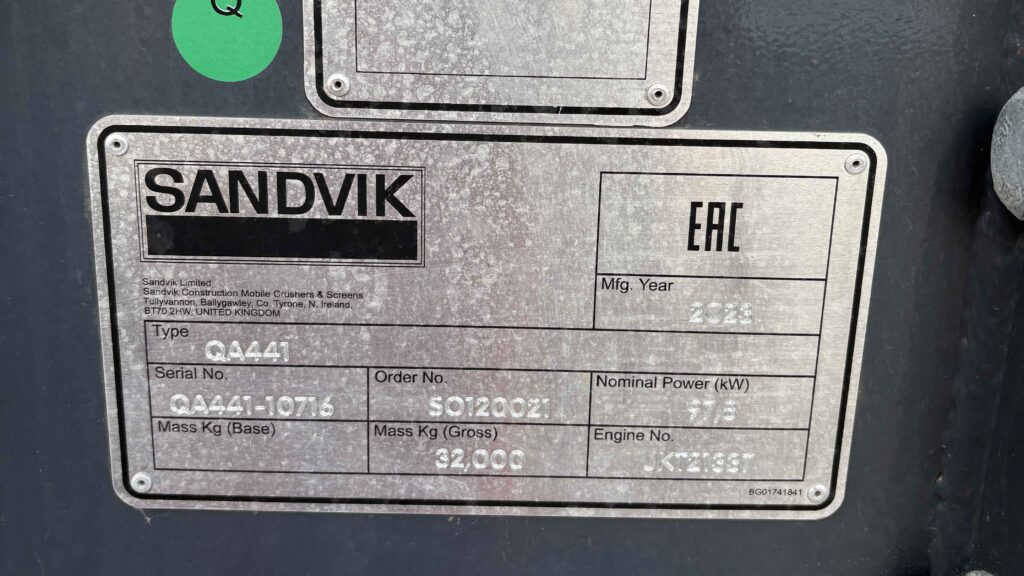 Q
SANDVIK
EAC
Sandvik Limited
Sandvik Construction Mobile Crushers & Screens
Tullyvannon, Ballygawley, Co. Tyrone, N. Ireland
BT70 2HW, UNITED KINGDOM
Mfg. Year
2023
Type
QA441
Serial No.
QA441-10716
Order No.
SO120021
Nominal Power (kW)
97,5
Mass Kg (Base)
Mass Kg (Gross)
32,000
Engine No.
BG01741841